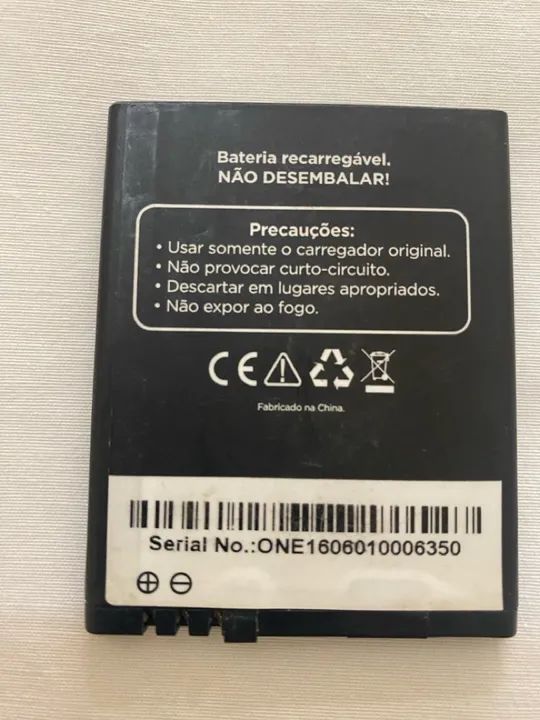 Bateria recarregável.
NÃO DESEMBALAR!
Precauções:
• Usar somente o carregador original.
• Não provocar curto-circuito.
• Descartar em lugares apropriados.
• Não expor ao fogo.
CE
Fabricado na China.
Serial No.:ONE1606010006350
⊕ ⊖